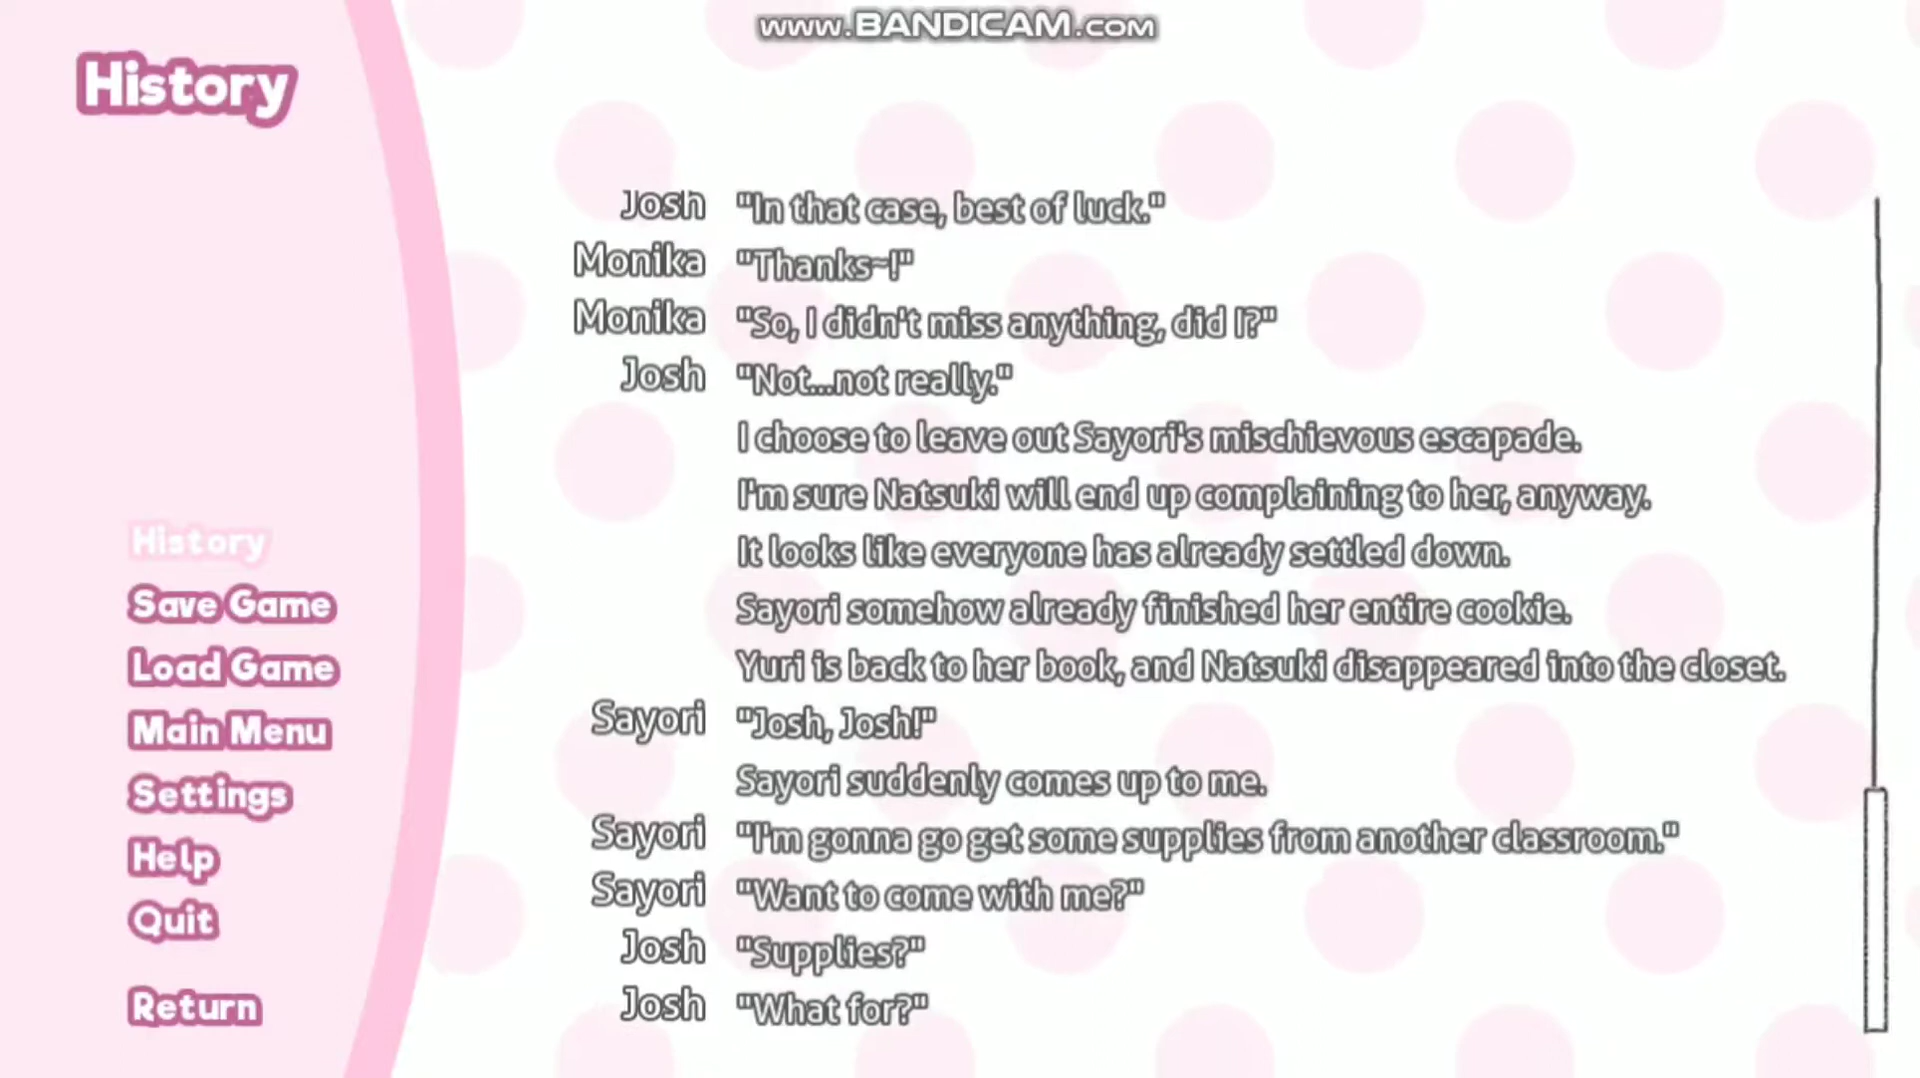 www.BANDICAM.com
History
Josh "In that case, best of luck."
Monika "Thanks~!"
Monika "So, I didn't miss anything, did I?"
Josh "Not...not really."
I choose to leave out Sayori's mischievous escapade.
I'm sure Natsuki will end up complaining to her, anyway.
It looks like everyone has already settled down.
Sayori somehow already finished her entire cookie.
Yuri is back to her book, and Natsuki disappeared into the closet.
Sayori "Josh, Josh!"
Sayori suddenly comes up to me.
Sayori "I'm gonna go get some supplies from another classroom."
Sayori "Want to come with me?"
Josh "Supplies?"
Josh "What for?"
History
Save Game
Load Game
Main Menu
Settings
Help
Quit
Return